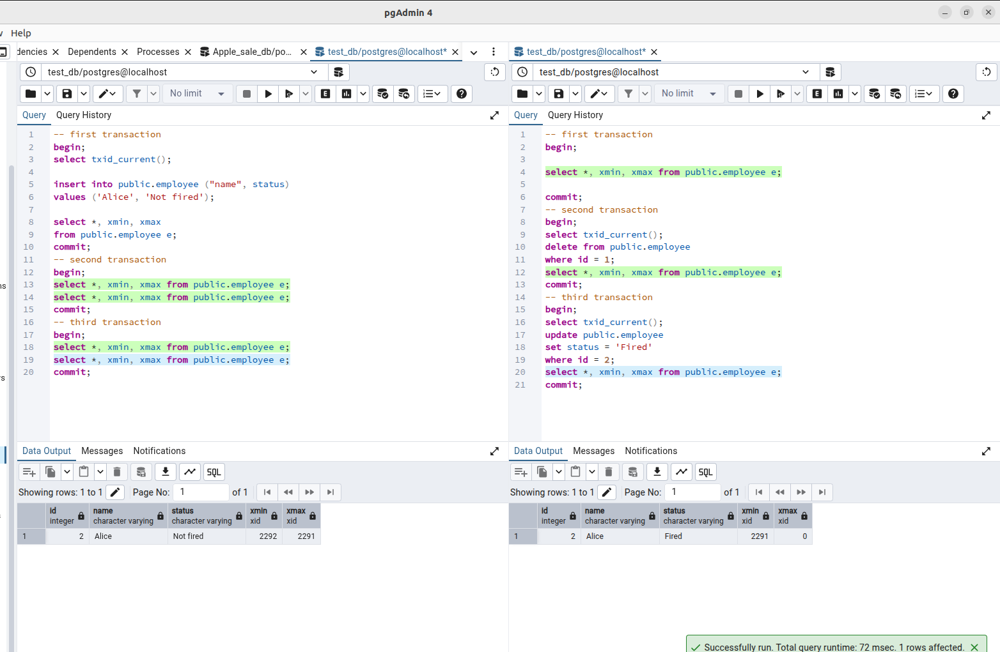 pgAdmin 4
Help
dencies
Dependents
Processes
Apple_sale_db/po...
test_db/postgres@localhost*
test_db/postgres@localhost
No limit
E
Query
Query History
1 -- first transaction
2 begin;
3 select txid_current();
4
5 insert into public.employee ("name", status)
6 values ('Alice', 'Not fired');
7
8 select *, xmin, xmax
9 from public.employee e;
10 commit;
11 -- second transaction
12 begin;
13 select *, xmin, xmax from public.employee e;
14 select *, xmin, xmax from public.employee e;
15 commit;
16 -- third transaction
17 begin;
18 select *, xmin, xmax from public.employee e;
19 select *, xmin, xmax from public.employee e;
20 commit;
Data Output
Messages
Notifications
SQL
Showing rows: 1 to 1
Page No: 1 of 1
id integer
name character varying
status character varying
xmin xid
xmax xid
1 2 Alice Not fired 2292 2291
test_db/postgres@localhost*
test_db/postgres@localhost
No limit
E
Query
Query History
1 -- first transaction
2 begin;
3
4 select *, xmin, xmax from public.employee e;
5
6 commit;
7 -- second transaction
8 begin;
9 select txid_current();
10 delete from public.employee
11 where id = 1;
12 select *, xmin, xmax from public.employee e;
13 commit;
14 -- third transaction
15 begin;
16 select txid_current();
17 update public.employee
18 set status = 'Fired'
19 where id = 2;
20 select *, xmin, xmax from public.employee e;
21 commit;
Data Output
Messages
Notifications
SQL
Showing rows: 1 to 1
Page No: 1 of 1
id integer
name character varying
status character varying
xmin xid
xmax xid
1 2 Alice Fired 2291 0
Successfully run. Total query runtime: 72 msec. 1 rows affected.